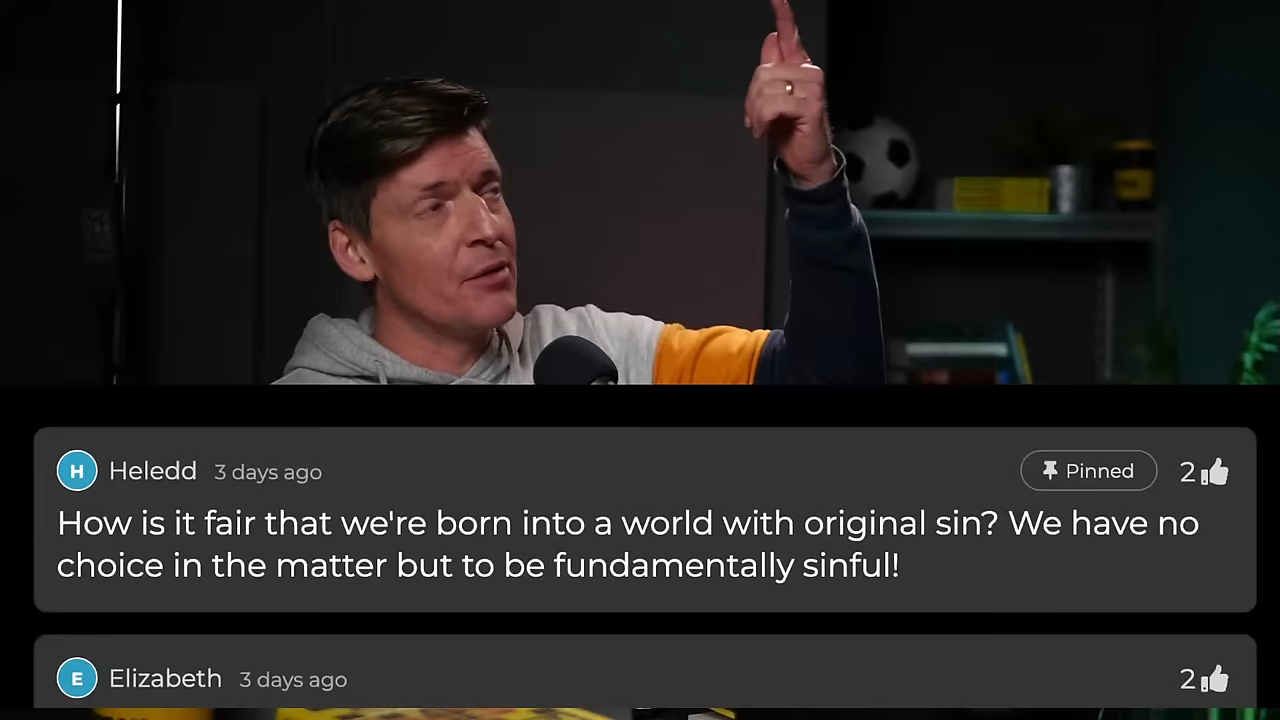 H Heledd 3 days ago Pinned 2
How is it fair that we're born into a world with original sin? We have no
choice in the matter but to be fundamentally sinful!
E Elizabeth 3 days ago 2